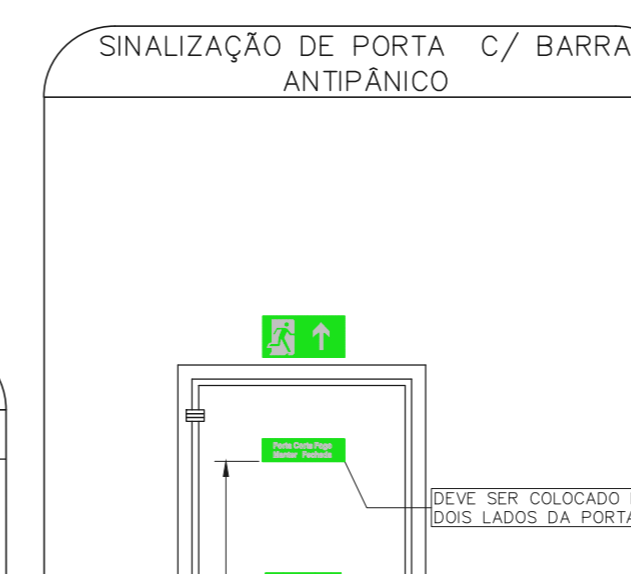 SINALIZAÇÃO DE PORTA C/ BARRA
ANTIPÂNICO
Porta Corta Fogo
Manter Fechada
DEVE SER COLOCADO
DOIS LADOS DA PORTA